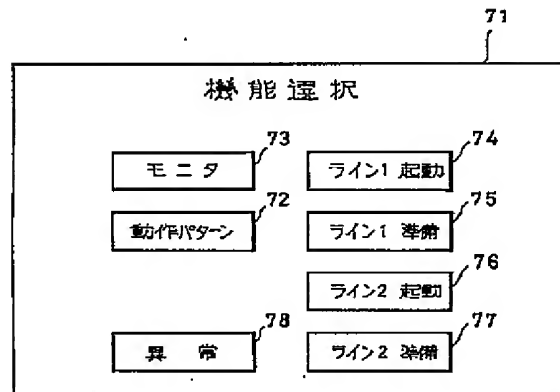 71
機能選択
73
モニタ
74
ライン1 起動
72
動作パターン
75
ライン1 準備
76
ライン2 起動
78
異 常
77
ライン2 準備